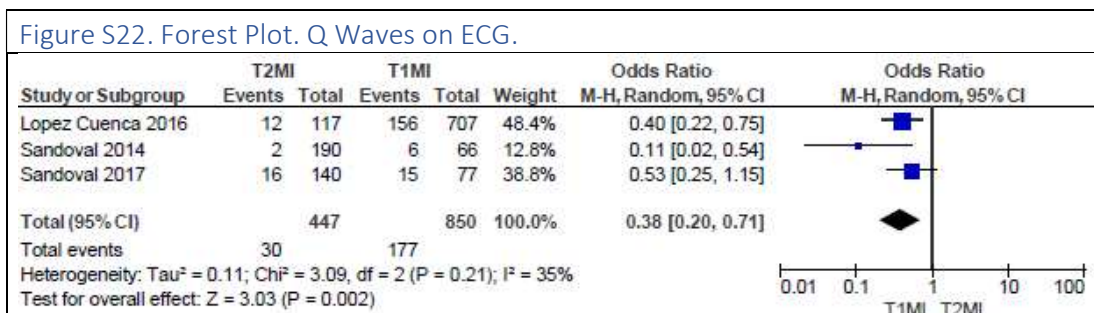 Figure S22. Forest Plot. Q Waves on ECG.
T2MI T1MI Odds Ratio Odds Ratio
Study or Subgroup Events Total Events Total Weight M-H, Random, 95% CI M-H, Random, 95% CI
Lopez Cuenca 2016 12 117 156 707 48.4% 0.40 [0.22, 0.75]
Sandoval 2014 2 190 6 66 12.8% 0.11 [0.02, 0.54]
Sandoval 2017 16 140 15 77 38.8% 0.53 [0.25, 1.15]
Total (95% CI) 447 850 100.0% 0.38 [0.20, 0.71]
Total events 30 177
Heterogeneity: Tau² = 0.11; Chi² = 3.09, df = 2 (P = 0.21); I² = 35%
Test for overall effect: Z = 3.03 (P = 0.002)
0.01 0.1 1 10 100
T1MI T2MI